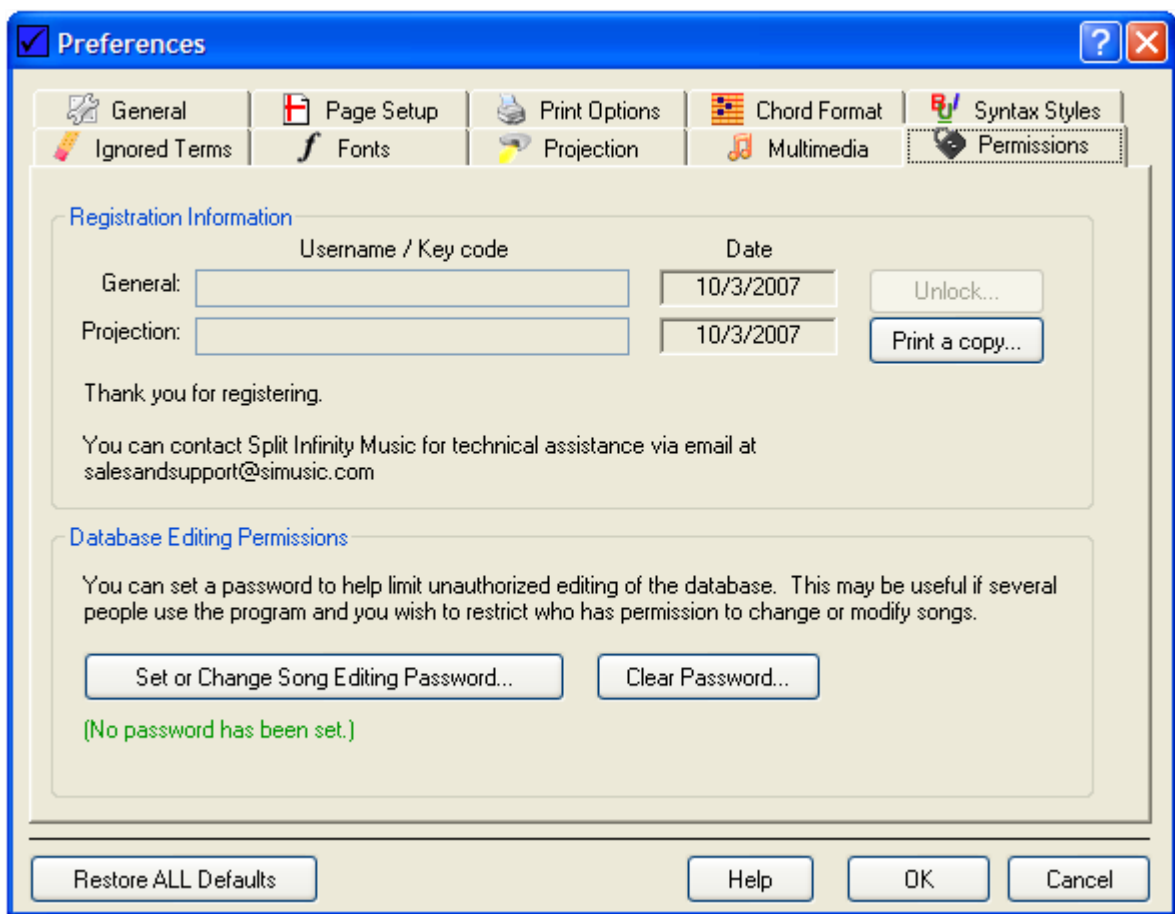 Preferences
General
Page Setup
Print Options
Chord Format
Syntax Styles
Ignored Terms
Fonts
Projection
Multimedia
Permissions
Registration Information
Username / Key code
Date
General:
10/3/2007
Unlock...
Projection:
10/3/2007
Print a copy...
Thank you for registering.
You can contact Split Infinity Music for technical assistance via email at
salesandsupport@simusic.com
Database Editing Permissions
You can set a password to help limit unauthorized editing of the database.  This may be useful if several
people use the program and you wish to restrict who has permission to change or modify songs.
Set or Change Song Editing Password...
Clear Password...
(No password has been set.)
Restore ALL Defaults
Help
OK
Cancel